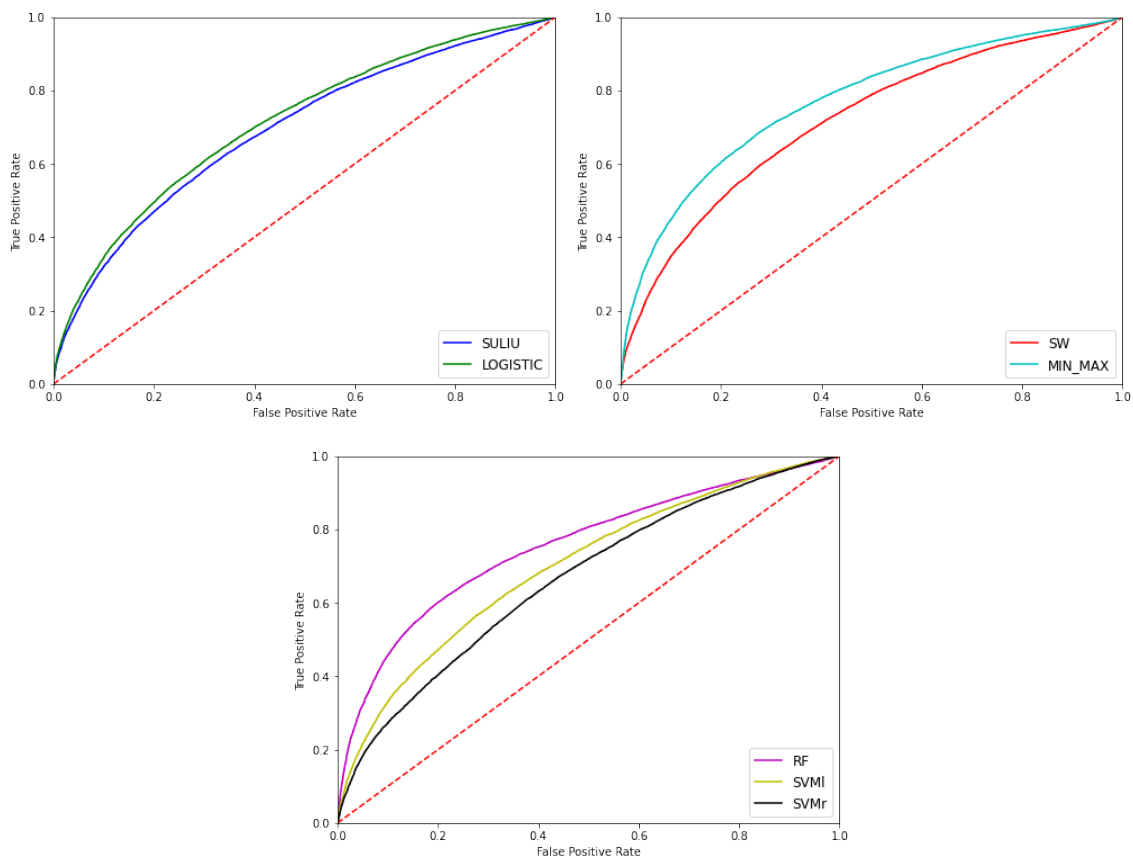 1.0
0.8
0.6
0.4
0.2
0.0
True Positive Rate
0.0 0.2 0.4 0.6 0.8 1.0
False Positive Rate
SULIU
LOGISTIC
1.0
0.8
0.6
0.4
0.2
0.0
True Positive Rate
0.0 0.2 0.4 0.6 0.8 1.0
False Positive Rate
SW
MIN_MAX
1.0
0.8
0.6
0.4
0.2
0.0
True Positive Rate
0.0 0.2 0.4 0.6 0.8 1.0
False Positive Rate
RF
SVMl
SVMr